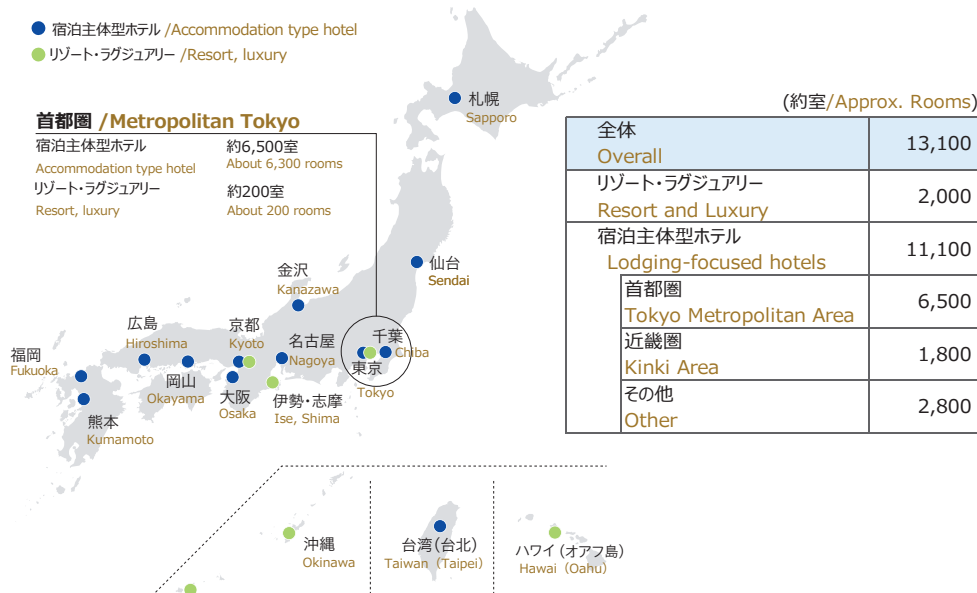 宿泊主体型ホテル /Accommodation type hotel
リゾート・ラグジュアリー /Resort, luxury
首都圏 /Metropolitan Tokyo
宿泊主体型ホテル 約6,500室
Accommodation type hotel About 6,300 rooms
リゾート・ラグジュアリー 約200室
Resort, luxury About 200 rooms
札幌
Sapporo
仙台
Sendai
金沢
Kanazawa
広島
Hiroshima
京都
Kyoto
名古屋
Nagoya
千葉
Chiba
東京
Tokyo
福岡
Fukuoka
岡山
Okayama
大阪
Osaka
伊勢・志摩
Ise, Shima
熊本
Kumamoto
沖縄
Okinawa
台湾(台北)
Taiwan（Taipei）
ハワイ (オアフ島)
Hawai（Oahu）
(約室/Approx. Rooms)
全体
Overall 13,100
リゾート・ラグジュアリー
Resort and Luxury 2,000
宿泊主体型ホテル
Lodging-focused hotels 11,100
首都圏
Tokyo Metropolitan Area 6,500
近畿圏
Kinki Area 1,800
その他
Other 2,800